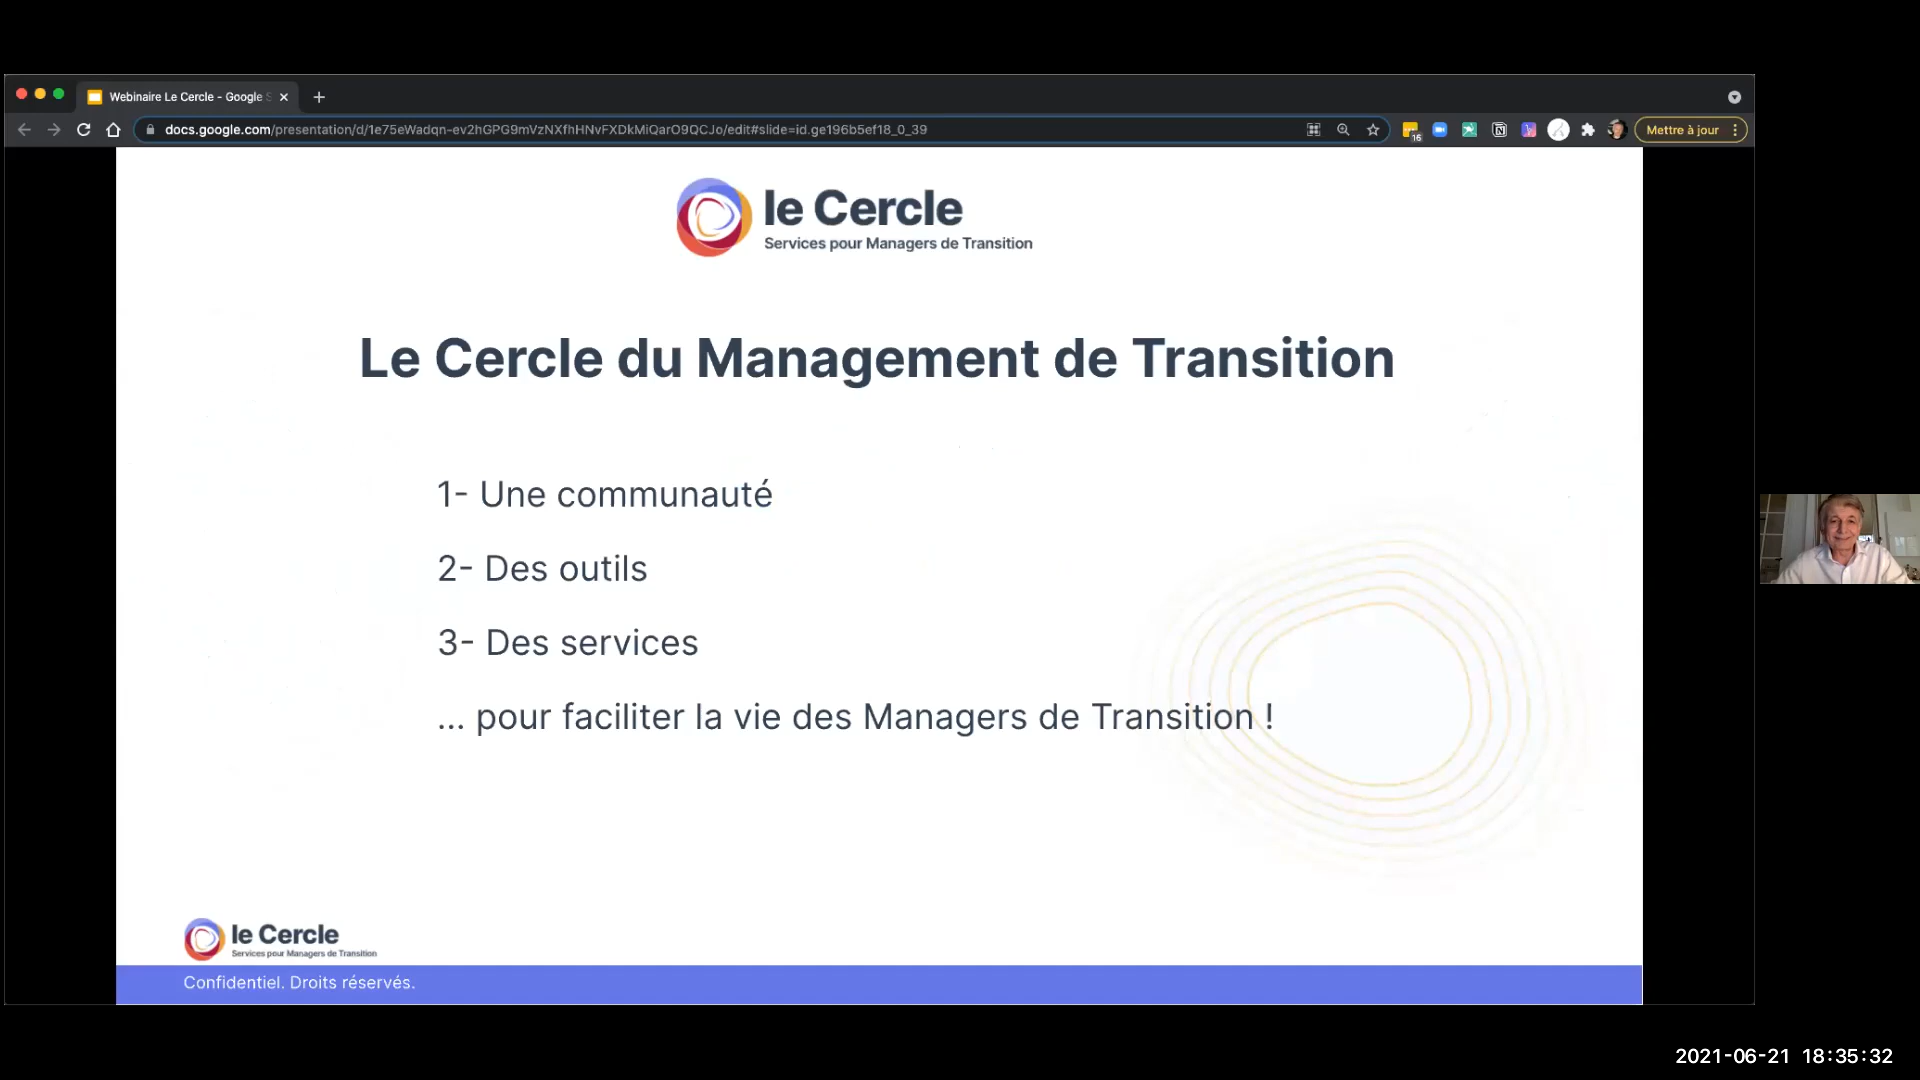 Webinaire Le Cercle - Google S
docs.google.com/presentation/d/1e75eWadqn-ev2hGPG9mVzNXfhHNvFXDkMiQarO9QCJo/edit#slide=id.ge196b5ef18_0_39
16
Mettre à jour
le Cercle
Services pour Managers de Transition
Le Cercle du Management de Transition
1- Une communauté
2- Des outils
3- Des services
... pour faciliter la vie des Managers de Transition !
le Cercle
Services pour Managers de Transition
Confidentiel. Droits réservés.
2021-06-21 18:35:32